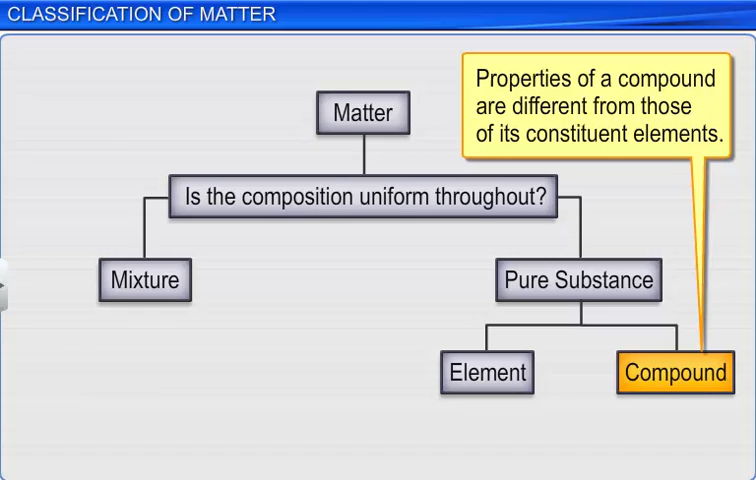 CLASSIFICATION OF MATTER
Properties of a compound
are different from those
of its constituent elements.
Matter
Is the composition uniform throughout?
Mixture
Pure Substance
Element
Compound